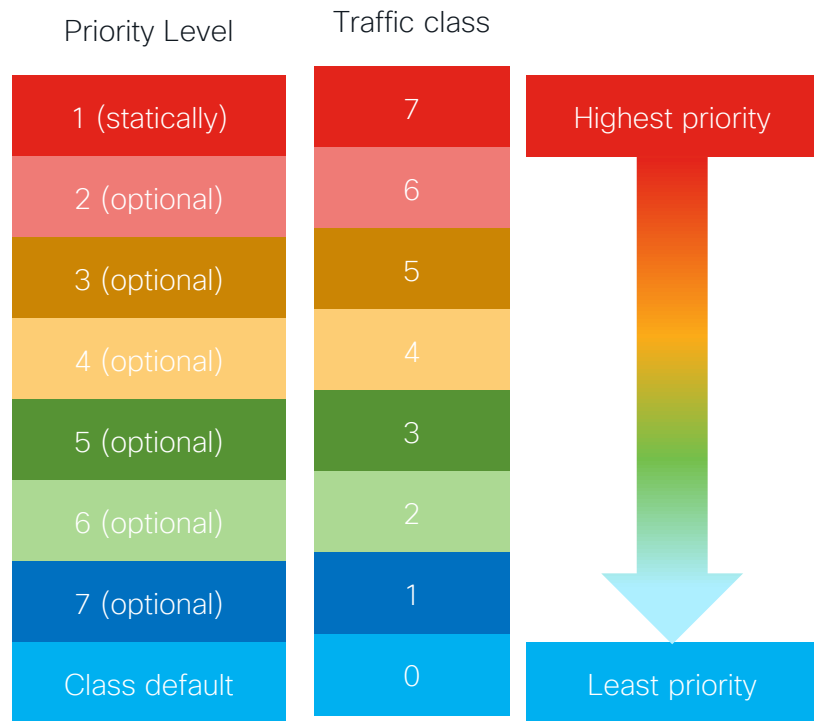 Priority Level
Traffic class
1 (statically)
7
Highest priority
2 (optional)
6
3 (optional)
5
4 (optional)
4
5 (optional)
3
6 (optional)
2
7 (optional)
1
Class default
0
Least priority